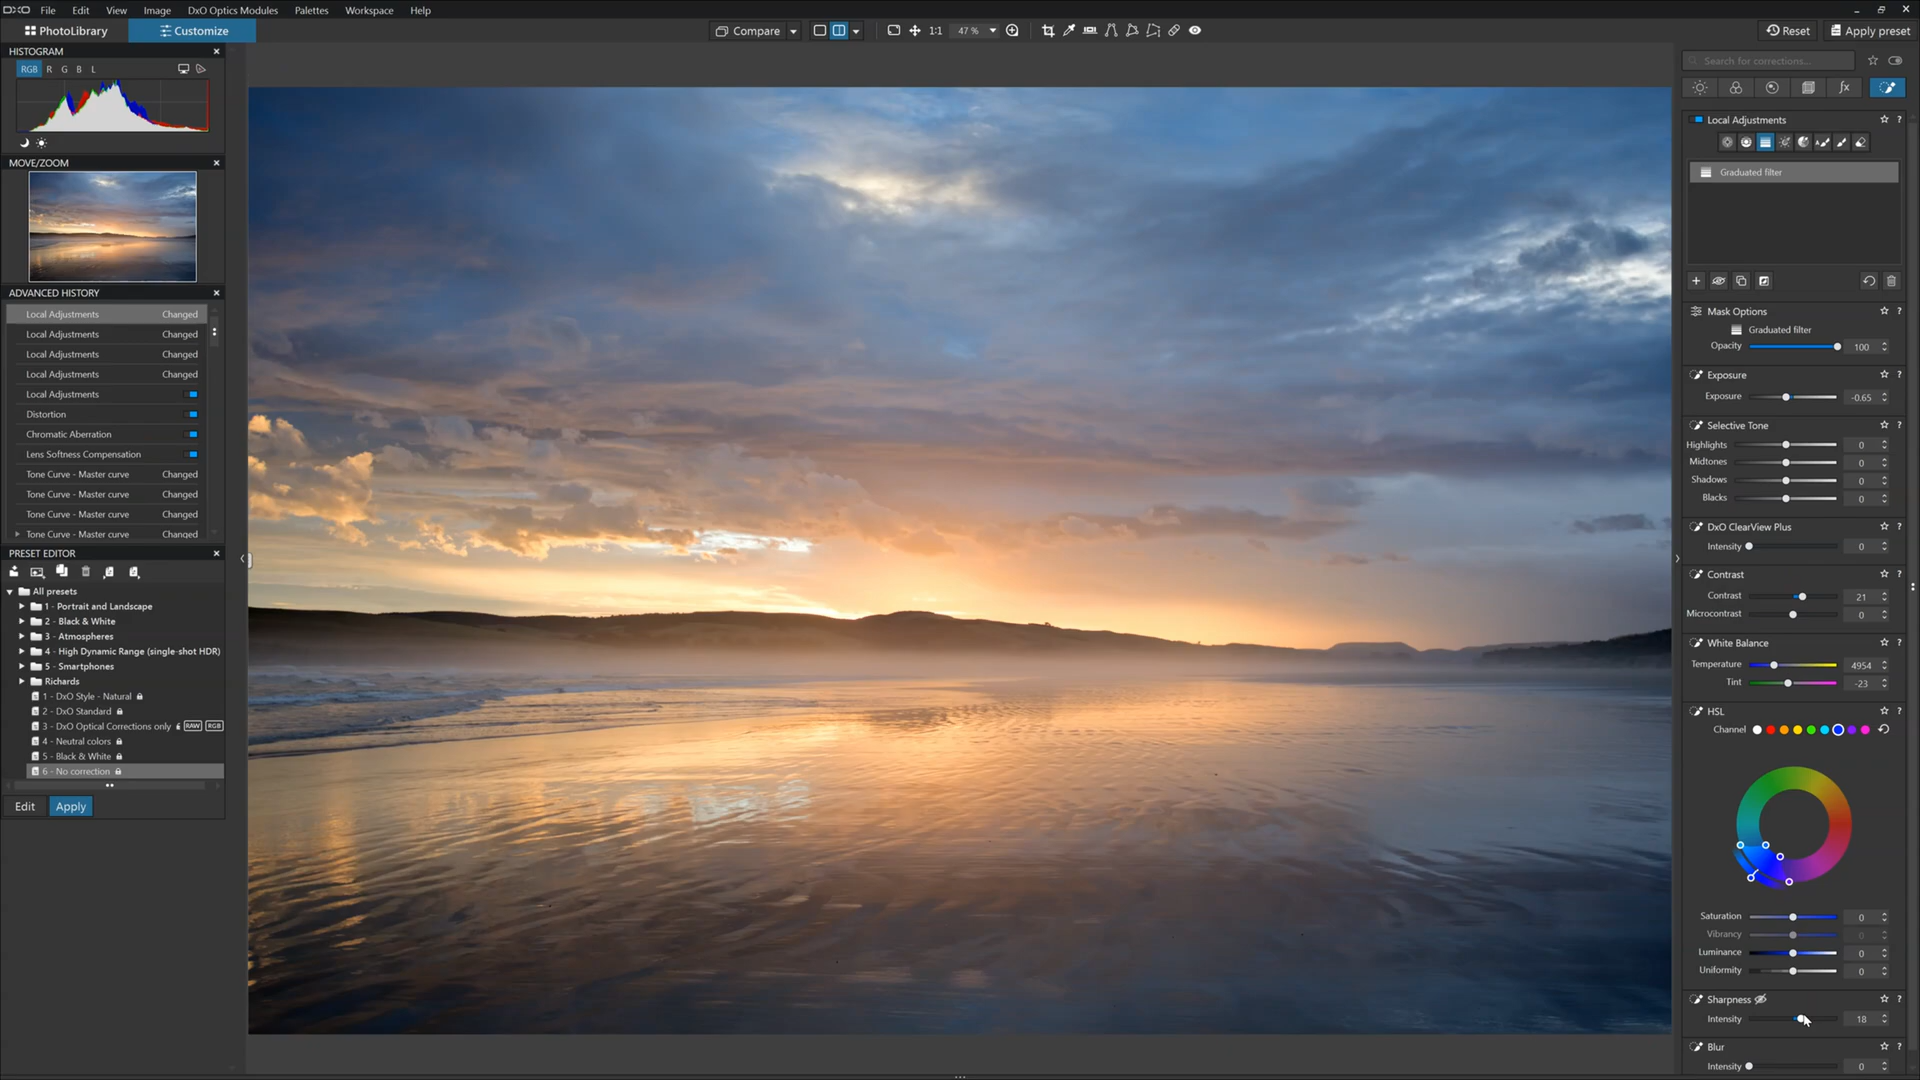 DXO File Edit View Image DxO Optics Modules Palettes Workspace Help
PhotoLibrary Customize Compare 1:1 47 % Reset Apply preset
HISTOGRAM
RGB R G B L
MOVE/ZOOM
ADVANCED HISTORY
Local Adjustments Changed
Local Adjustments Changed
Local Adjustments Changed
Local Adjustments Changed
Local Adjustments
Distortion
Chromatic Aberration
Lens Softness Compensation
Tone Curve - Master curve Changed
Tone Curve - Master curve Changed
Tone Curve - Master curve Changed
Tone Curve - Master curve Changed
PRESET EDITOR
All presets
1 - Portrait and Landscape
2 - Black & White
3 - Atmospheres
4 - High Dynamic Range (single-shot HDR)
5 - Smartphones
Richards
1 - DxO Style - Natural
2 - DxO Standard
3 - DxO Optical Corrections only RAW RGB
4 - Neutral colors
5 - Black & White
6 - No correction
Edit Apply
Search for corrections...
fx
Local Adjustments ?
Graduated filter
Mask Options ?
Graduated filter
Opacity 100
Exposure ?
Exposure -0.65
Selective Tone ?
Highlights 0
Midtones 0
Shadows 0
Blacks 0
DxO ClearView Plus ?
Intensity 0
Contrast ?
Contrast 21
Microcontrast 0
White Balance ?
Temperature 4954
Tint -23
HSL ?
Channel
Saturation 0
Vibrancy 0
Luminance 0
Uniformity 0
Sharpness ?
Intensity 18
Blur ?
Intensity 0